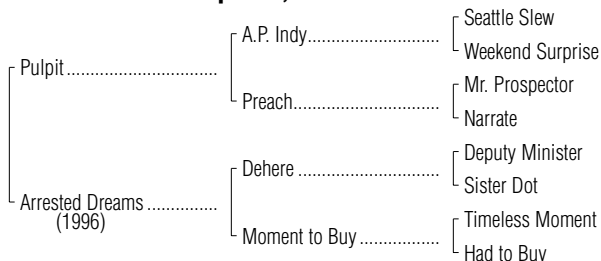 Seattle Slew
A.P. Indy
Weekend Surprise
Pulpit
Mr. Prospector
Preach
Narrate
Deputy Minister
Dehere
Sister Dot
Arrested Dreams
(1996)
Timeless Moment
Moment to Buy
Had to Buy